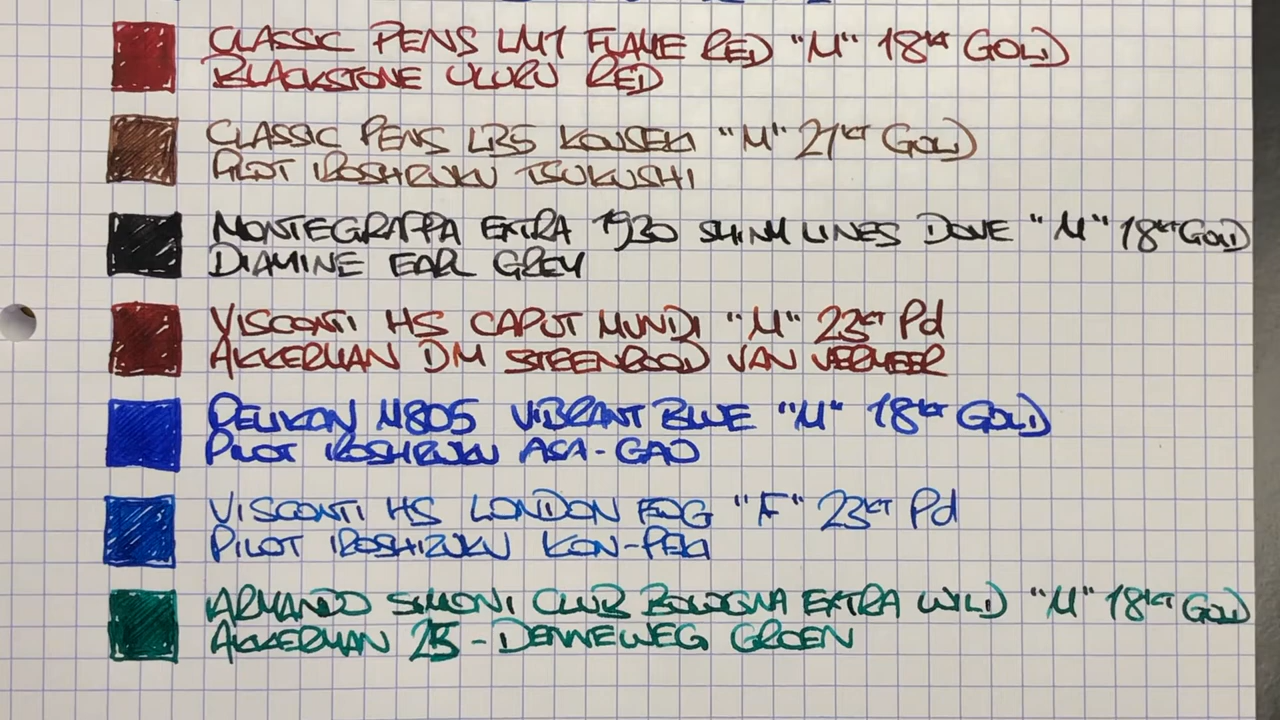 CLASSIC PENS LM1 FLAME RED "M" 18KT GOLD
BLACKSTONE ULURU RED
CLASSIC PENS LB5 KOUSEKI "M" 21KT GOLD
PILOT IROSHIZUKU TSUKUSHI
MONTEGRAPPA EXTRA 1930 SHINY LINES DOVE "M" 18KT GOLD
DIAMINE EARL GREY
VISCONTI HS CAPUT MUNDI "M" 23KT Pd
AKKERMAN DM STEENROOD VAN VERMEER
PELIKAN M805 VIBRANT BLUE "M" 18KT GOLD
PILOT IROSHIZUKU ASA-GAO
VISCONTI HS LONDON FOG "F" 23KT Pd
PILOT IROSHIZUKU KON-PEKI
ARMANDO SIMONI CLUB BOLOGNA EXTRA WILD "M" 18KT GOLD
AKKERMAN 28-DENNEWEG GROEN